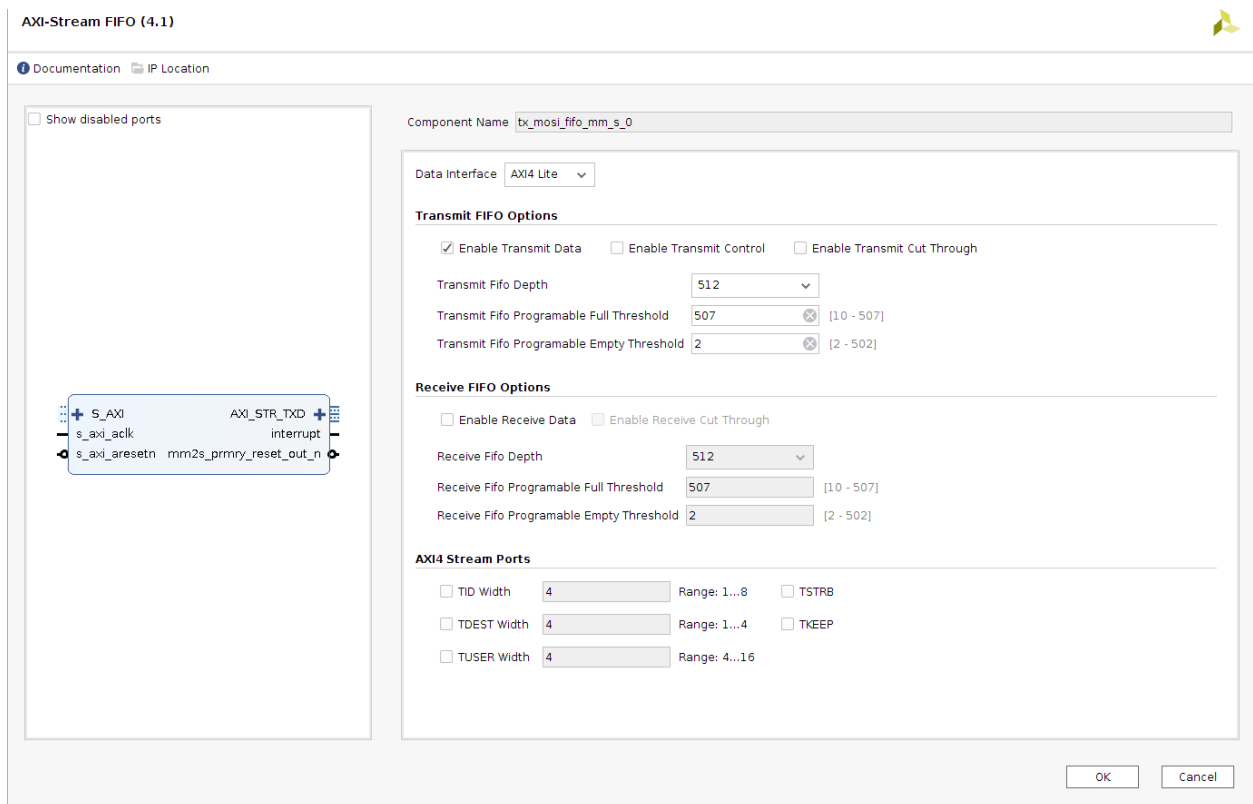 AXI-Stream FIFO (4.1)
Documentation IP Location
Show disabled ports
S_AXI AXI_STR_TXD
s_axi_aclk interrupt
s_axi_aresetn mm2s_prmry_reset_out_n
Component Name tx_mosi_fifo_mm_s_0
Data Interface AXI4 Lite
Transmit FIFO Options
Enable Transmit Data Enable Transmit Control Enable Transmit Cut Through
Transmit Fifo Depth 512
Transmit Fifo Programable Full Threshold 507 [10 - 507]
Transmit Fifo Programable Empty Threshold 2 [2 - 502]
Receive FIFO Options
Enable Receive Data Enable Receive Cut Through
Receive Fifo Depth 512
Receive Fifo Programable Full Threshold 507 [10 - 507]
Receive Fifo Programable Empty Threshold 2 [2 - 502]
AXI4 Stream Ports
TID Width 4 Range: 1...8 TSTRB
TDEST Width 4 Range: 1...4 TKEEP
TUSER Width 4 Range: 4...16
OK Cancel